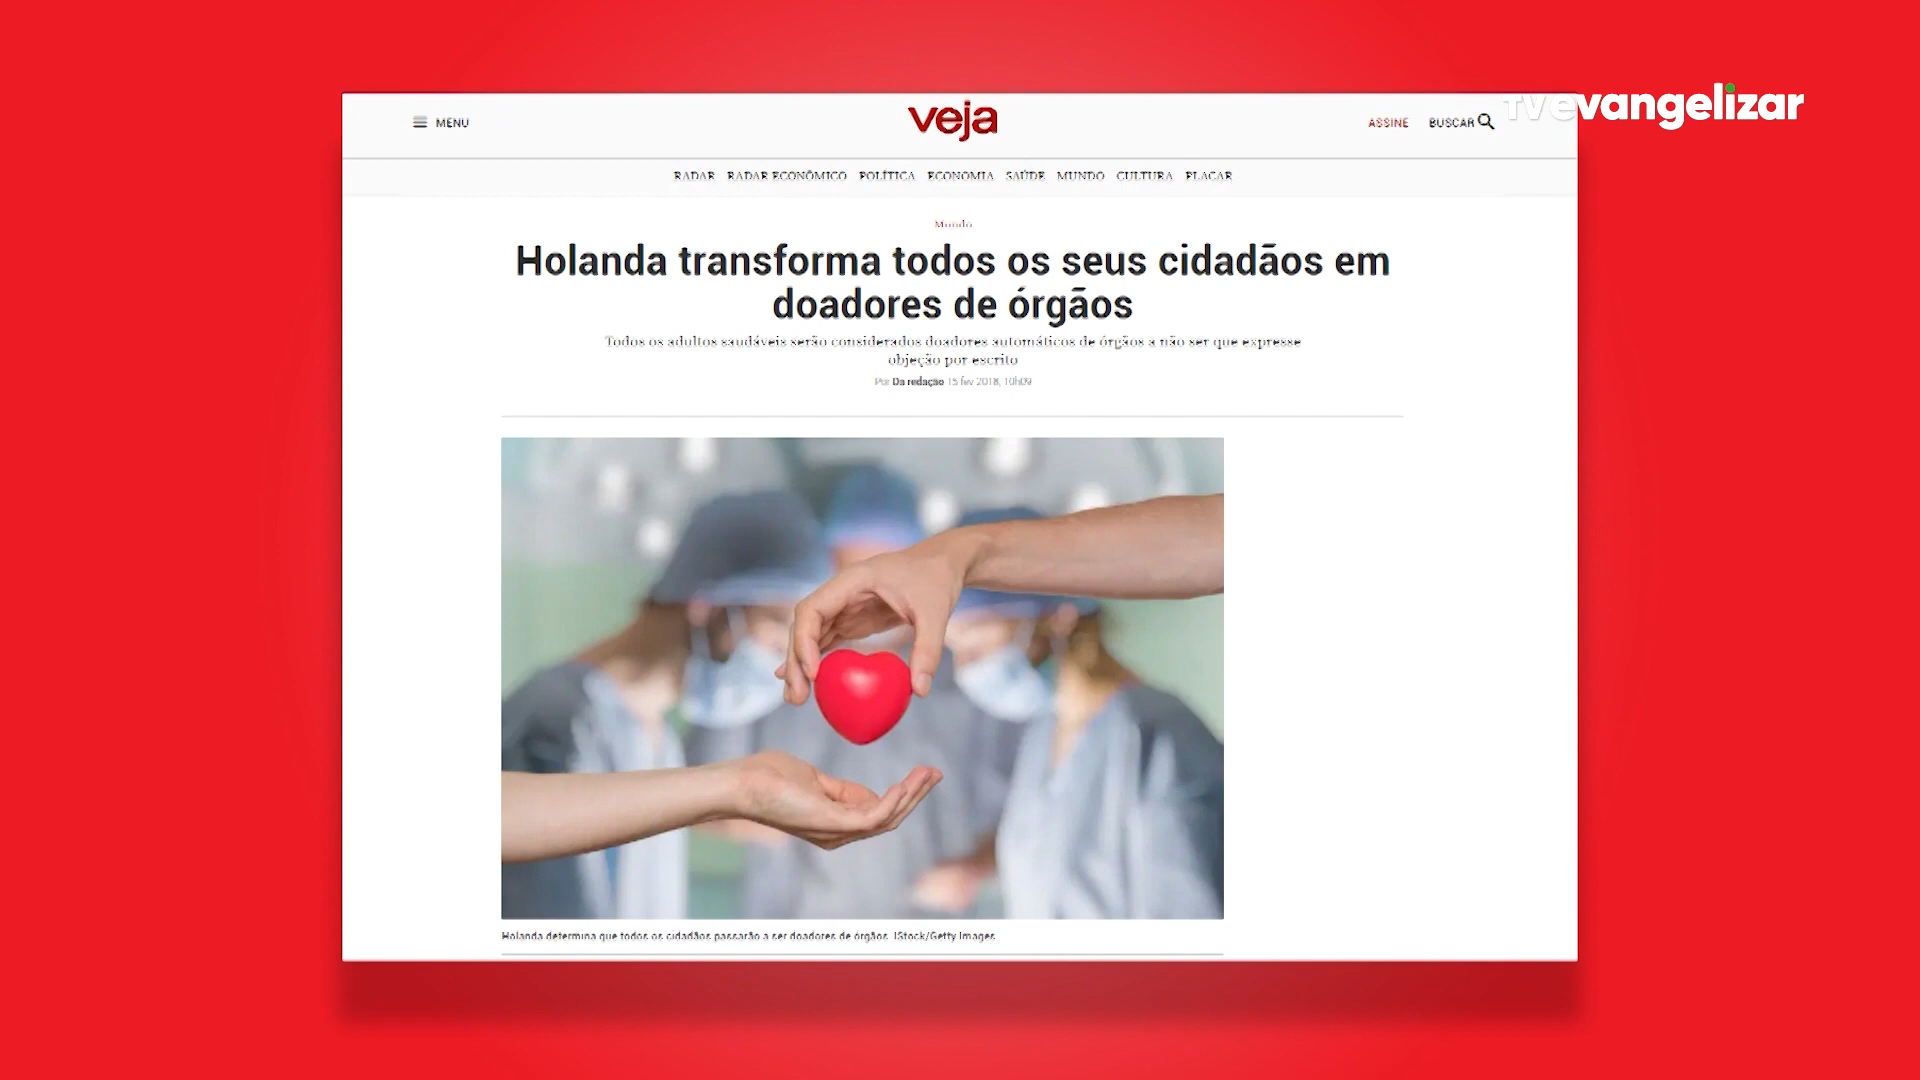 tvevangelizar
MENU
veja
ASSINE
BUSCAR
RADAR RADAR ECONÔMICO POLÍTICA ECONOMIA SAÚDE MUNDO CULTURA PLACAR
Mundo
Holanda transforma todos os seus cidadãos em
doadores de órgãos
Todos os adultos saudáveis serão considerados doadores automáticos de órgãos a não ser que expresse
objeção por escrito
Por Da redação 15 fev 2018, 10h09
Holanda determina que todos os cidadãos passarão a ser doadores de órgãos iStock/Getty Images